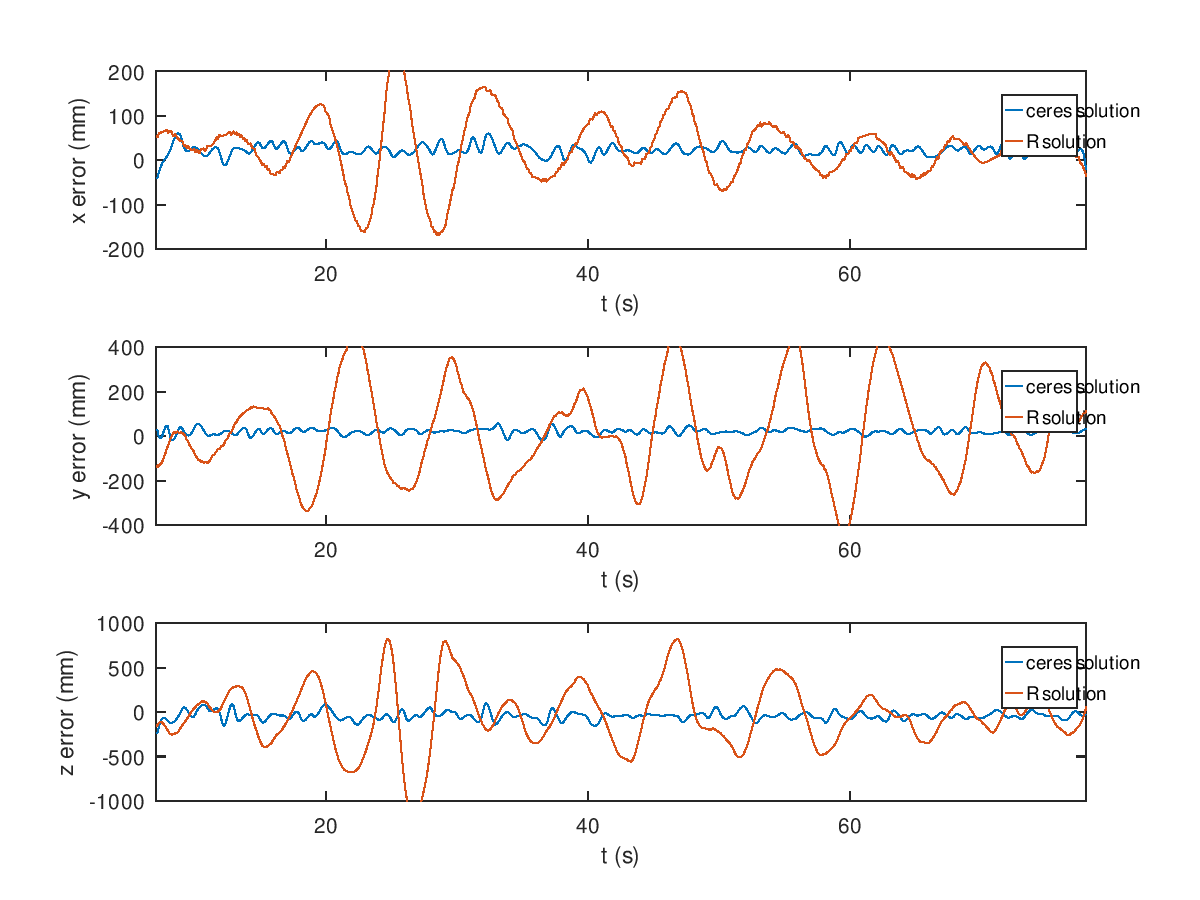 200
100
0
-100
-200
x error (mm)
ceres solution
R solution
20
40
60
t (s)
400
200
0
-200
-400
y error (mm)
ceres solution
R solution
20
40
60
t (s)
1000
500
0
-500
-1000
z error (mm)
ceres solution
R solution
20
40
60
t (s)